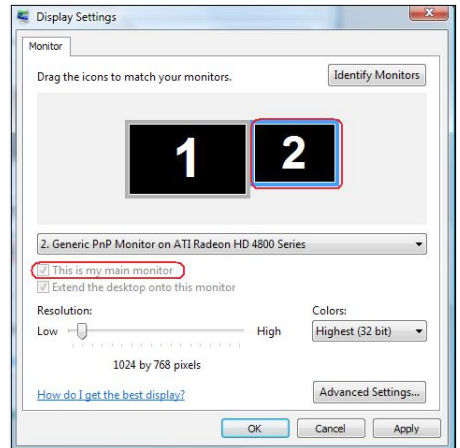 Display Settings
Monitor
Drag the icons to match your monitors.
Identify Monitors
1
2
2. Generic PnP Monitor on ATI Radeon HD 4800 Series
This is my main monitor
Extend the desktop onto this monitor
Resolution:
Colors:
Low
High
Highest (32 bit)
1024 by 768 pixels
How do I get the best display?
Advanced Settings...
OK
Cancel
Apply